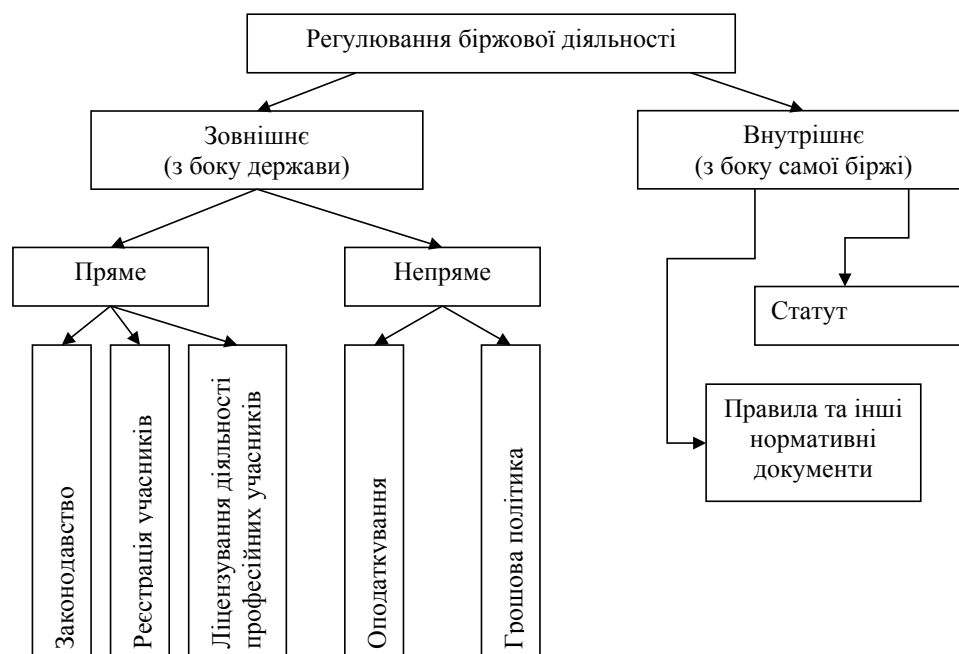 Регулювання біржової діяльності
Зовнішнє
(з боку держави)
Внутрішнє
(з боку самої біржі)
Пряме
Непряме
Статут
Законодавство
Реєстрація учасників
Ліцензування діяльності
професійних учасників
Оподаткування
Грошова політика
Правила та інші
нормативні
документи